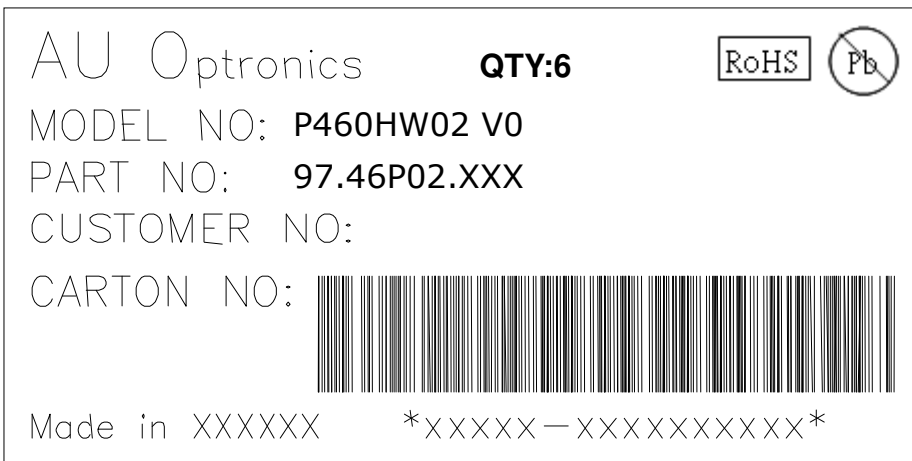 AU Optronics QTY:6 RoHS Pb
MODEL NO: P460HW02 V0
PART NO: 97.46P02.XXX
CUSTOMER NO:
CARTON NO:
Made in XXXXXX *XXXXX-XXXXXXXXXX*